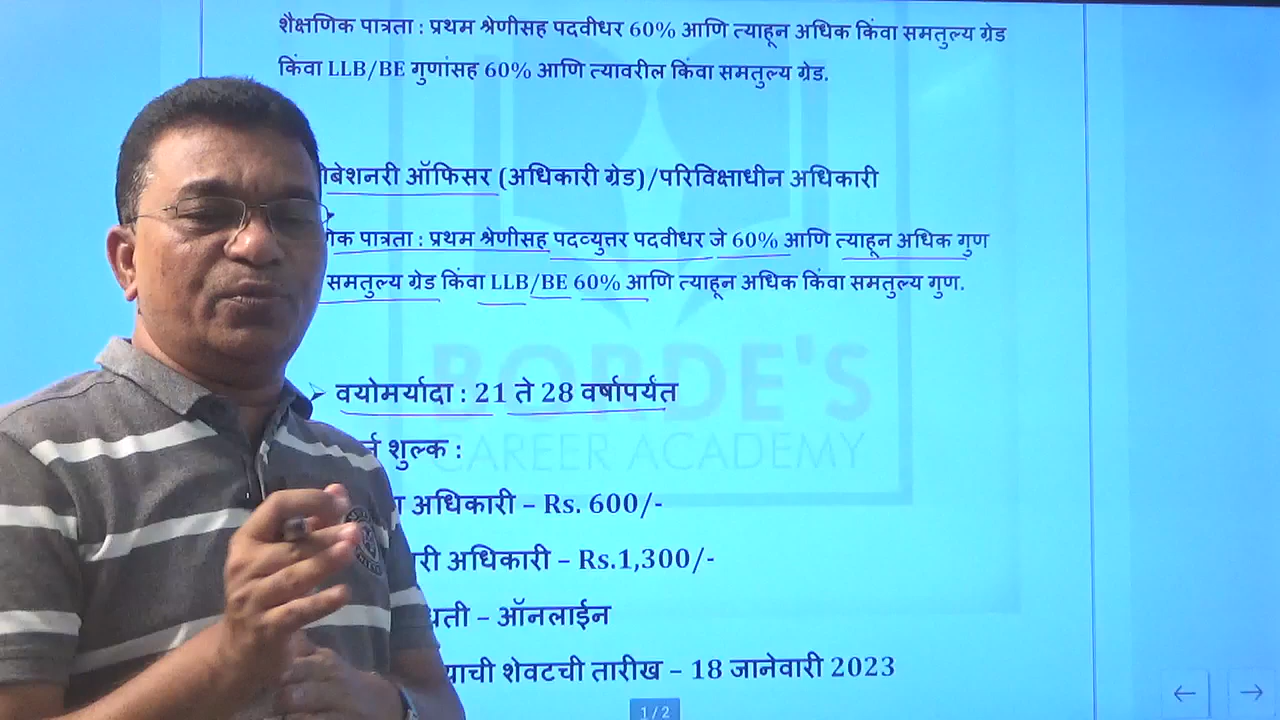 शैक्षणिक पात्रता : प्रथम श्रेणीसह पदवीधर 60% आणि त्याहून अधिक किंवा समतुल्य ग्रेड
किंवा LLB/BE गुणांसह 60% आणि त्यावरील किंवा समतुल्य ग्रेड.
ऑफिसर (अधिकारी ग्रेड)/परिविक्षाधीन अधिकारी
पात्रता : प्रथम श्रेणीसह पदव्युत्तर पदवीधर जे 60% आणि त्याहून अधिक गुण
समतुल्य ग्रेड किंवा LLB/BE 60% आणि त्याहून अधिक किंवा समतुल्य गुण.
BORDE'S
CAREER ACADEMY
वयोमर्यादा : 21 ते 28 वर्षापर्यंत
शुल्क :
अधिकारी – Rs. 600/-
अधिकारी – Rs.1,300/-
– ऑनलाईन
शेवटची तारीख – 18 जानेवारी 2023
1 / 2